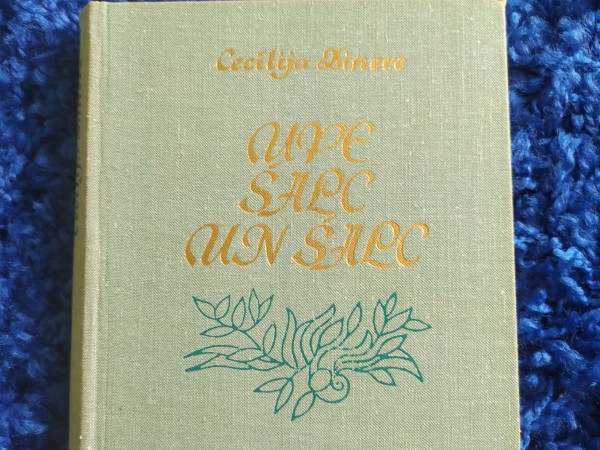 Cecīlija Dinere
UPE
ŠALC
UN ŠALC